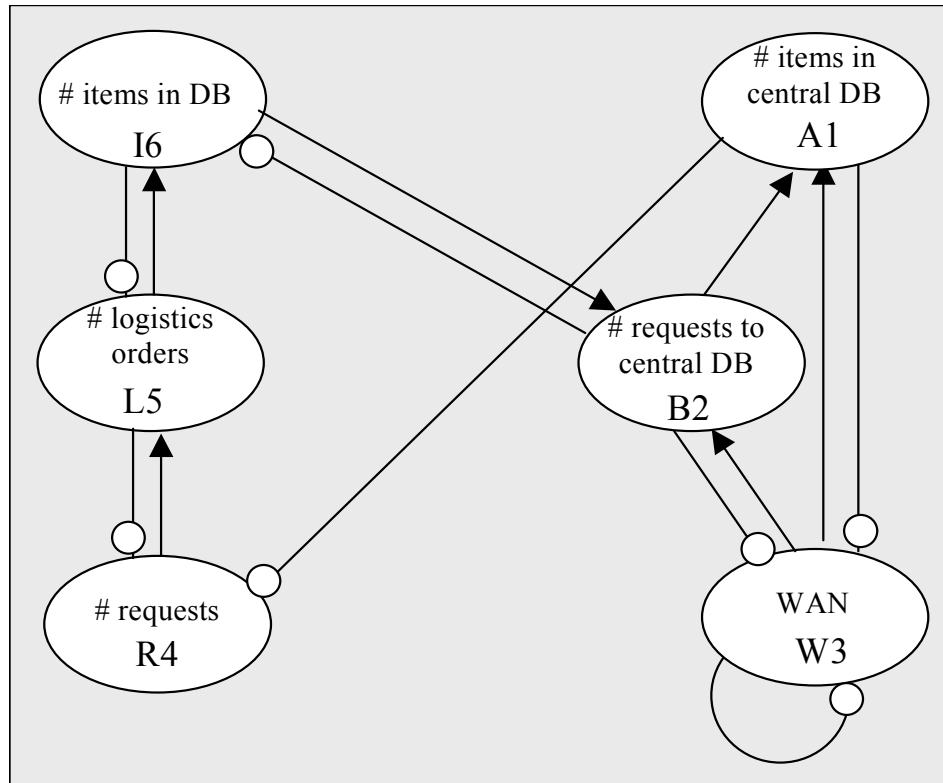 # items in DB
I6
# items in
central DB
A1
# logistics
orders
L5
# requests to
central DB
B2
# requests
R4
WAN
W3